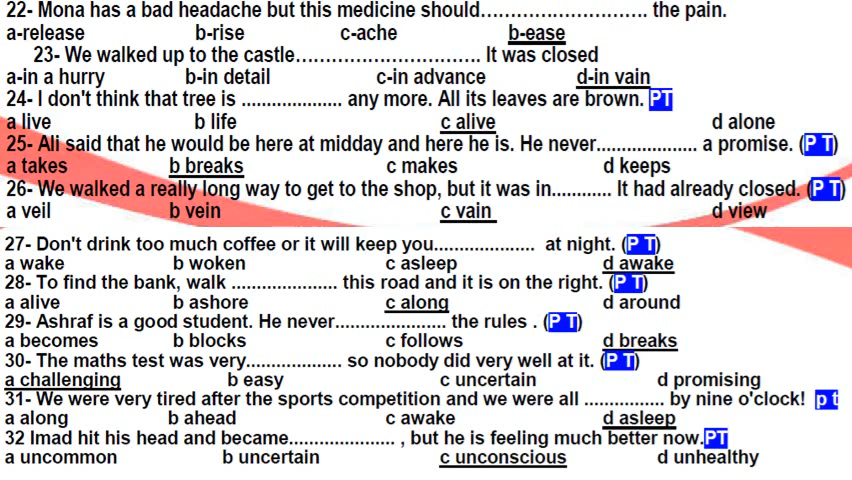 22- Mona has a bad headache but this medicine should............................ the pain.
a-release b-rise c-ache b-ease
23- We walked up to the castle................................ It was closed
a-in a hurry b-in detail c-in advance d-in vain
24- I don't think that tree is .................... any more. All its leaves are brown. PT
a live b life c alive d alone
25- Ali said that he would be here at midday and here he is. He never.................... a promise. (P T)
a takes b breaks c makes d keeps
26- We walked a really long way to get to the shop, but it was in............ It had already closed. (P T)
a veil b vein c vain d view
27- Don't drink too much coffee or it will keep you.................... at night. (P T)
a wake b woken c asleep d awake
28- To find the bank, walk ..................... this road and it is on the right. (P T)
a alive b ashore c along d around
29- Ashraf is a good student. He never...................... the rules . (P T)
a becomes b blocks c follows d breaks
30- The maths test was very................... so nobody did very well at it. (P T)
a challenging b easy c uncertain d promising
31- We were very tired after the sports competition and we were all ................ by nine o'clock! p t
a along b ahead c awake d asleep
32 Imad hit his head and became..................... , but he is feeling much better now.PT
a uncommon b uncertain c unconscious d unhealthy